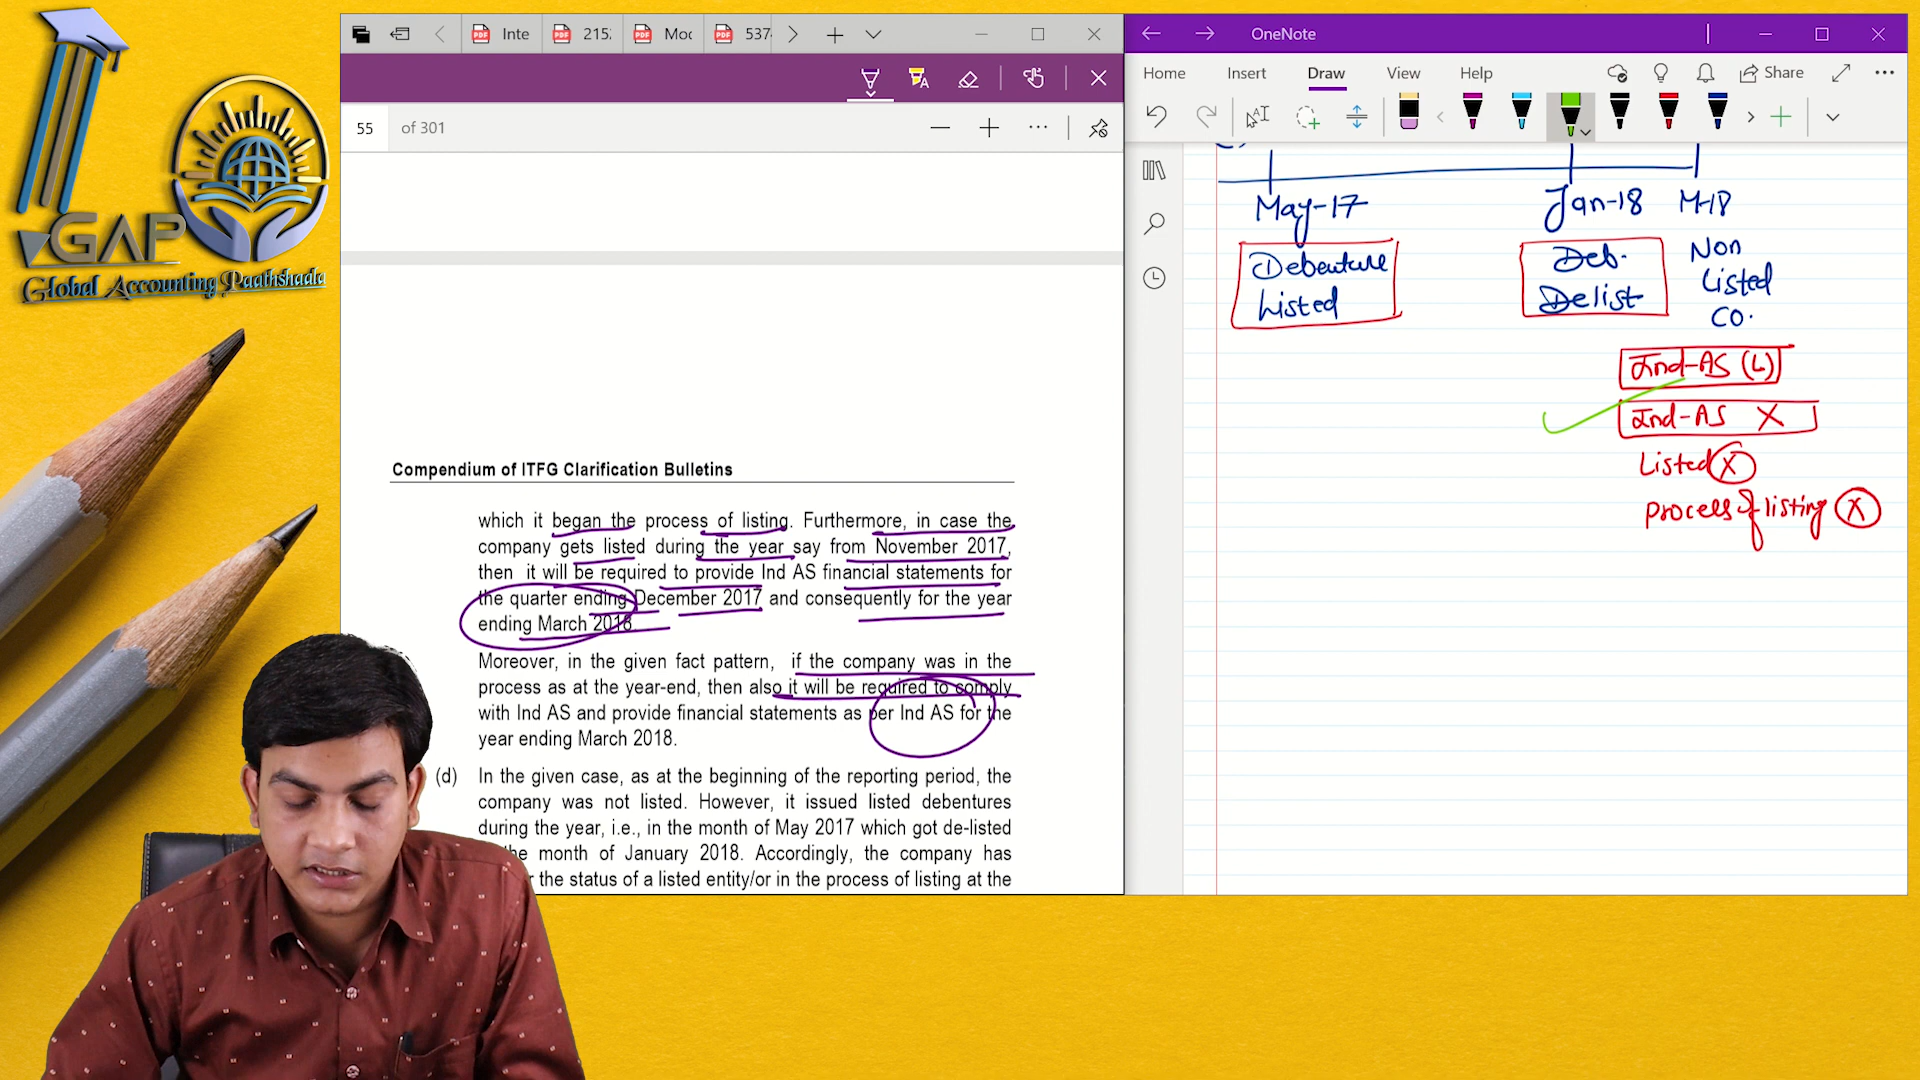 GAP
Global Accounting Paathshaala
Inte
215
Moc
537
55
of 301
Compendium of ITFG Clarification Bulletins
which it began the process of listing. Furthermore, in case the
company gets listed during the year say from November 2017,
then it will be required to provide Ind AS financial statements for
the quarter ending December 2017 and consequently for the year
ending March 2018.
Moreover, in the given fact pattern, if the company was in the
process as at the year-end, then also it will be required to comply
with Ind AS and provide financial statements as per Ind AS for the
year ending March 2018.
(d) In the given case, as at the beginning of the reporting period, the
company was not listed. However, it issued listed debentures
during the year, i.e., in the month of May 2017 which got de-listed
the month of January 2018. Accordingly, the company has
the status of a listed entity/or in the process of listing at the
OneNote
Home Insert Draw View Help
Share
May-17 Jan-18 M-18
Debenture
Listed
Deb.
Delist
Non
Listed
Co.
Ind-AS (L)
Ind-AS X
Listed X
Process of listing X